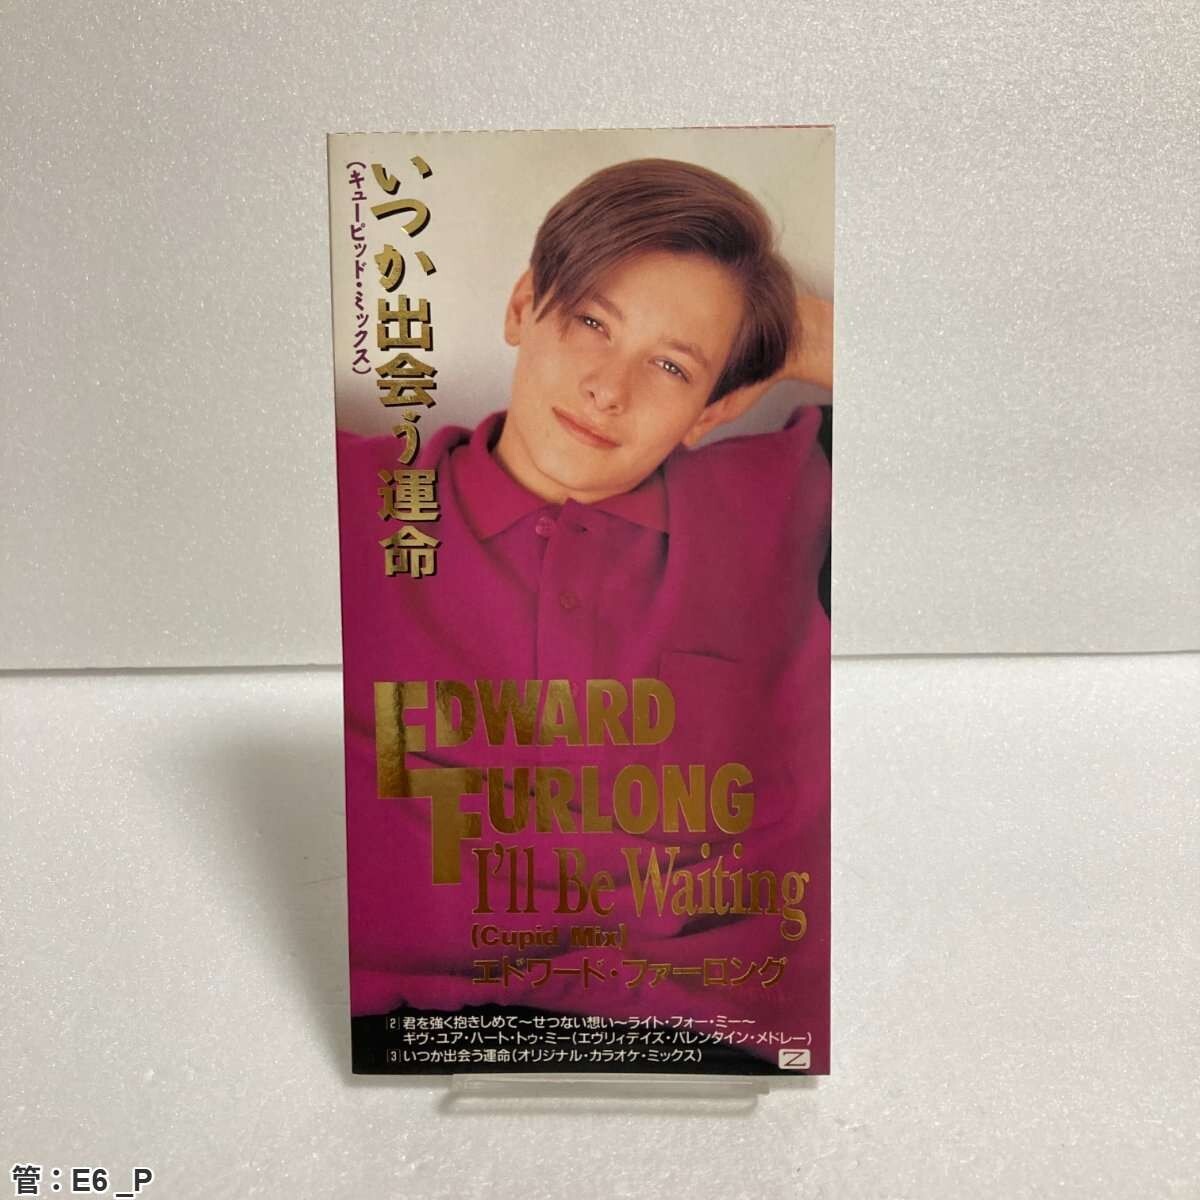 いつか出会う運命
(キューピッド・ミックス)
EDWARD
FURLONG
I'll Be Waiting
(Cupid Mix)
エドワード・ファーロング
2 君を強く抱きしめて〜せつない想い〜ライト・フォー・ミー〜
ギヴ・ユア・ハート・トゥ・ミー(エヴリィデイズ・バレンタイン・メドレー)
3 いつか出会う運命(オリジナル・カラオケ・ミックス)
Z
管:E6 _P